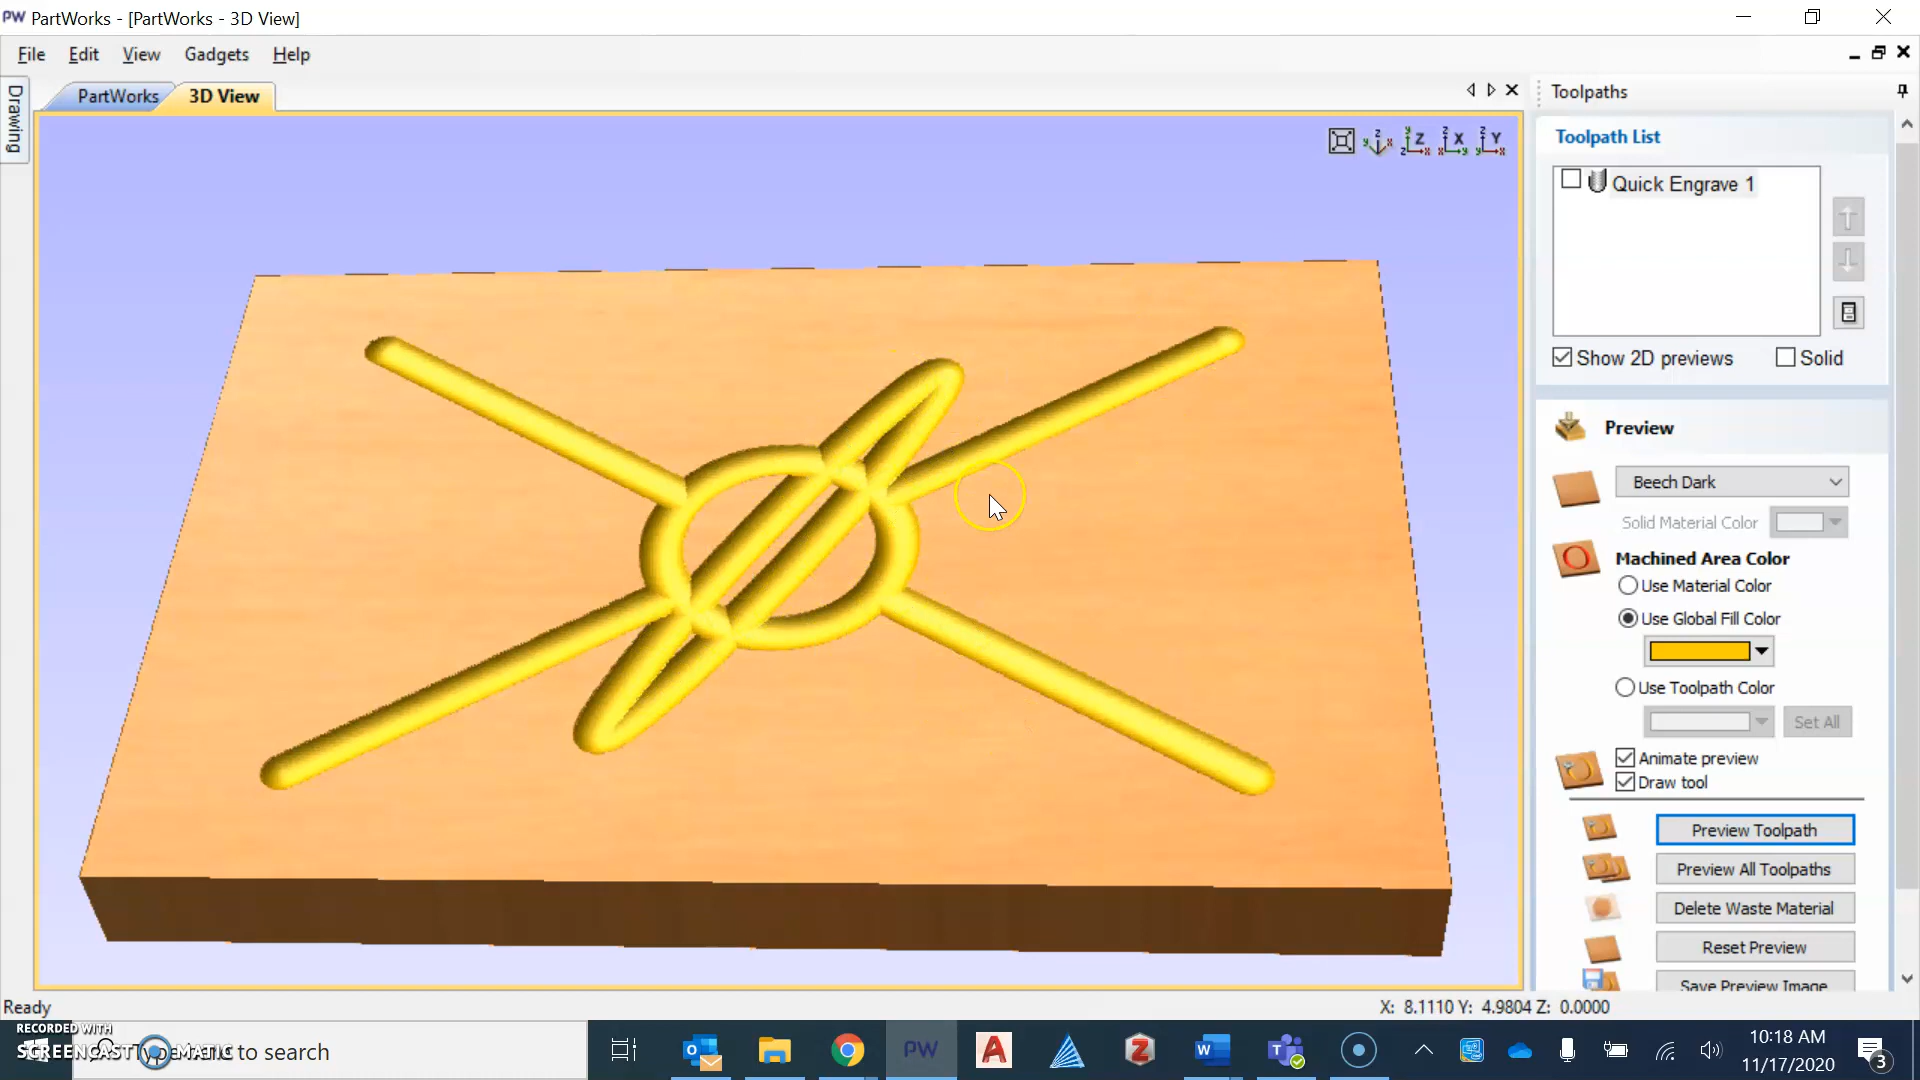 PW PartWorks - [PartWorks - 3D View]
File Edit View Gadgets Help
Drawing
PartWorks 3D View
Toolpaths
Toolpath List
Quick Engrave 1
Show 2D previews Solid
Preview
Beech Dark
Solid Material Color
Machined Area Color
Use Material Color
Use Global Fill Color
Use Toolpath Color
Set All
Animate preview
Draw tool
Preview Toolpath
Preview All Toolpaths
Delete Waste Material
Reset Preview
Save Preview Image
Ready
X: 8.1110 Y: 4.9804 Z: 0.0000
RECORDED WITH
SCREENCAST MATIC
to search
PW
10:18 AM
11/17/2020
3